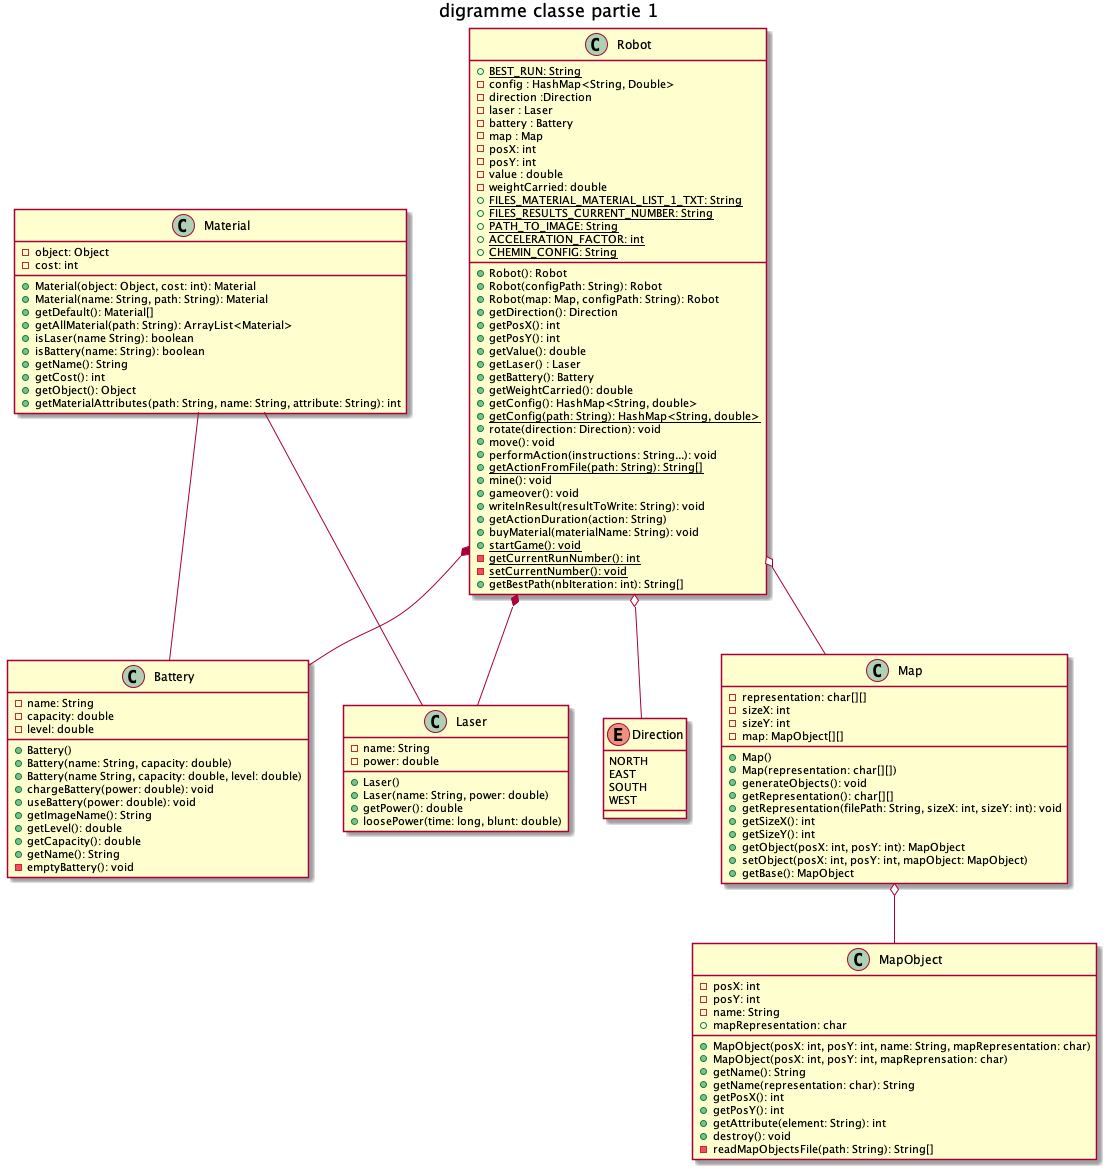 digramme classe partie 1
C Robot
BEST_RUN: String
config : HashMap<String, Double>
direction :Direction
laser : Laser
battery : Battery
map : Map
posX: int
posY: int
value : double
weightCarried: double
FILES_MATERIAL_MATERIAL_LIST_1_TXT: String
FILES_RESULTS_CURRENT_NUMBER: String
PATH_TO_IMAGE: String
ACCELERATION_FACTOR: int
CHEMIN_CONFIG: String
Robot(): Robot
Robot(configPath: String): Robot
Robot(map: Map, configPath: String): Robot
getDirection(): Direction
getPosX(): int
getPosY(): int
getValue(): double
getLaser() : Laser
getBattery(): Battery
getWeightCarried(): double
getConfig(): HashMap<String, double>
getConfig(path: String): HashMap<String, double>
rotate(direction: Direction): void
move(): void
performAction(instructions: String...): void
getActionFromFile(path: String): String[]
mine(): void
gameover(): void
writeInResult(resultToWrite: String): void
getActionDuration(action: String)
buyMaterial(materialName: String): void
startGame(): void
getCurrentRunNumber(): int
setCurrentNumber(): void
getBestPath(nbIteration: int): String[]
C Material
object: Object
cost: int
Material(object: Object, cost: int): Material
Material(name: String, path: String): Material
getDefault(): Material[]
getAllMaterial(path: String): ArrayList<Material>
isLaser(name String): boolean
isBattery(name: String): boolean
getName(): String
getCost(): int
getObject(): Object
getMaterialAttributes(path: String, name: String, attribute: String): int
C Battery
name: String
capacity: double
level: double
Battery()
Battery(name: String, capacity: double)
Battery(name String, capacity: double, level: double)
chargeBattery(power: double): void
useBattery(power: double): void
getImageName(): String
getLevel(): double
getCapacity(): double
getName(): String
emptyBattery(): void
C Laser
name: String
power: double
Laser()
Laser(name: String, power: double)
getPower(): double
loosePower(time: long, blunt: double)
E Direction
NORTH
EAST
SOUTH
WEST
C Map
representation: char[][]
sizeX: int
sizeY: int
map: MapObject[][]
Map()
Map(representation: char[][])
generateObjects(): void
getRepresentation(): char[][]
getRepresentation(filePath: String, sizeX: int, sizeY: int): void
getSizeX(): int
getSizeY(): int
getObject(posX: int, posY: int): MapObject
setObject(posX: int, posY: int, mapObject: MapObject)
getBase(): MapObject
C MapObject
posX: int
posY: int
name: String
mapRepresentation: char
MapObject(posX: int, posY: int, name: String, mapRepresentation: char)
MapObject(posX: int, posY: int, mapReprensation: char)
getName(): String
getName(representation: char): String
getPosX(): int
getPosY(): int
getAttribute(element: String): int
destroy(): void
readMapObjectsFile(path: String): String[]